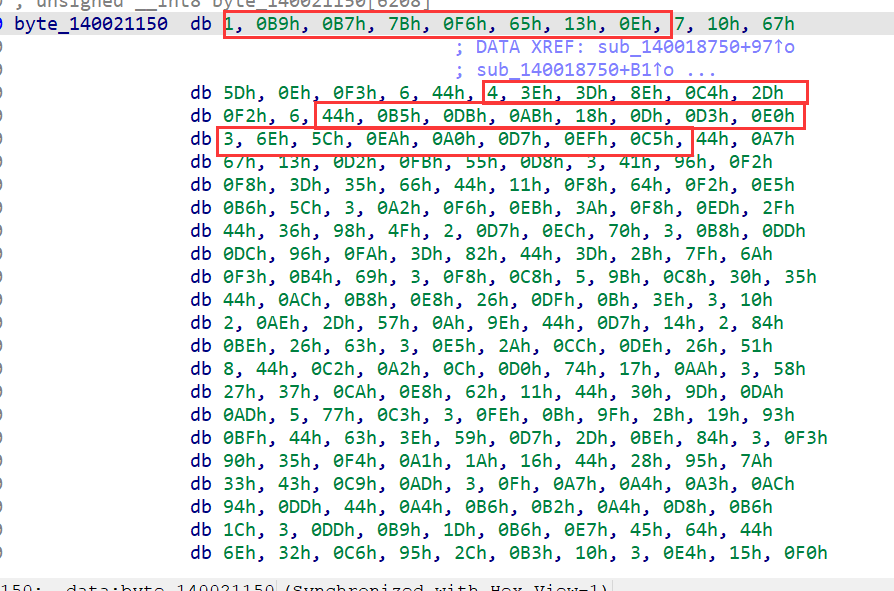 ; unsigned __int8 byte_140021150[6208]
byte_140021150 db 1, 0B9h, 0B7h, 7Bh, 0F6h, 65h, 13h, 0Eh, 7, 10h, 67h
; DATA XREF: sub_140018750+97↑o
; sub_140018750+B1↑o ...
db 5Dh, 0Eh, 0F3h, 6, 44h, 4, 3Eh, 3Dh, 8Eh, 0C4h, 2Dh
db 0F2h, 6, 44h, 0B5h, 0DBh, 0ABh, 18h, 0Dh, 0D3h, 0E0h
db 3, 6Eh, 5Ch, 0EAh, 0A0h, 0D7h, 0EFh, 0C5h, 44h, 0A7h
db 67h, 13h, 0D2h, 0FBh, 55h, 0D8h, 3, 41h, 96h, 0F2h
db 0F8h, 3Dh, 35h, 66h, 44h, 11h, 0F8h, 64h, 0F2h, 0E5h
db 0B6h, 5Ch, 3, 0A2h, 0F6h, 0EBh, 3Ah, 0F8h, 0EDh, 2Fh
db 44h, 36h, 98h, 4Fh, 2, 0D7h, 0ECh, 70h, 3, 0B8h, 0DDh
db 0DCh, 96h, 0FAh, 3Dh, 82h, 44h, 3Dh, 2Bh, 7Fh, 6Ah
db 0F3h, 0B4h, 69h, 3, 0F8h, 0C8h, 5, 9Bh, 0C8h, 30h, 35h
db 44h, 0ACh, 0B8h, 0E8h, 26h, 0DFh, 0Bh, 3Eh, 3, 10h
db 2, 0AEh, 2Dh, 57h, 0Ah, 9Eh, 44h, 0D7h, 14h, 2, 84h
db 0BEh, 26h, 63h, 3, 0E5h, 2Ah, 0CCh, 0DEh, 26h, 51h
db 8, 44h, 0C2h, 0A2h, 0Ch, 0D0h, 74h, 17h, 0AAh, 3, 58h
db 27h, 37h, 0CAh, 0E8h, 62h, 11h, 44h, 30h, 9Dh, 0DAh
db 0ADh, 5, 77h, 0C3h, 3, 0FEh, 0Bh, 9Fh, 2Bh, 19h, 93h
db 0BFh, 44h, 63h, 3Eh, 59h, 0D7h, 2Dh, 0BEh, 84h, 3, 0F3h
db 90h, 35h, 0F4h, 0A1h, 1Ah, 16h, 44h, 28h, 95h, 7Ah
db 33h, 43h, 0C9h, 0ADh, 3, 0Fh, 0A7h, 0A4h, 0A3h, 0ACh
db 94h, 0DDh, 44h, 0A4h, 0B6h, 0B2h, 0A4h, 0D8h, 0B6h
db 1Ch, 3, 0DDh, 0B9h, 1Dh, 0B6h, 0E7h, 45h, 64h, 44h
db 6Eh, 32h, 0C6h, 95h, 2Ch, 0B3h, 10h, 3, 0E4h, 15h, 0F0h
150: .data:byte_140021150 (Synchronized with Hex View-1)